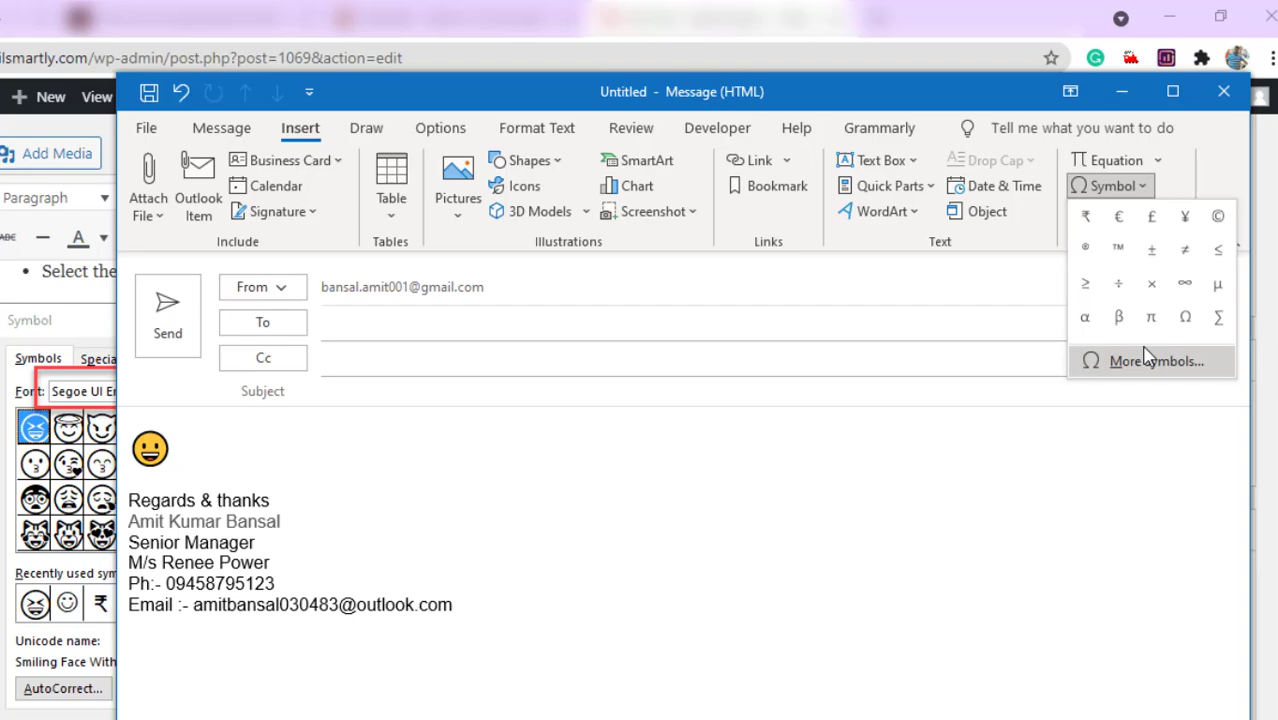 ilsmartly.com/wp-admin/post.php?post=1069&action=edit
+ New View
Untitled - Message (HTML)
File Message Insert Draw Options Format Text Review Developer Help Grammarly Tell me what you want to do
Add Media
Paragraph
ABC A
Attach File
Outlook Item
Business Card
Calendar
Signature
Include
Table
Tables
Pictures
Shapes
Icons
3D Models
SmartArt
Chart
Screenshot
Illustrations
Link
Bookmark
Links
Text Box
Quick Parts
WordArt
Drop Cap
Date & Time
Object
Text
π Equation
Ω Symbol
₹ € £ ¥ ©
® ™ ± ≠ ≤
≥ ÷ × ∞ µ
α β π Ω ∑
Ω More Symbols...
• Select the
Send
From bansal.amit001@gmail.com
To
Cc
Subject
Symbol
Symbols Specia
Font: Segoe UI Em
Recently used sym
₹
Unicode name:
Smiling Face With
AutoCorrect...
Regards & thanks
Amit Kumar Bansal
Senior Manager
M/s Renee Power
Ph:- 09458795123
Email :- amitbansal030483@outlook.com